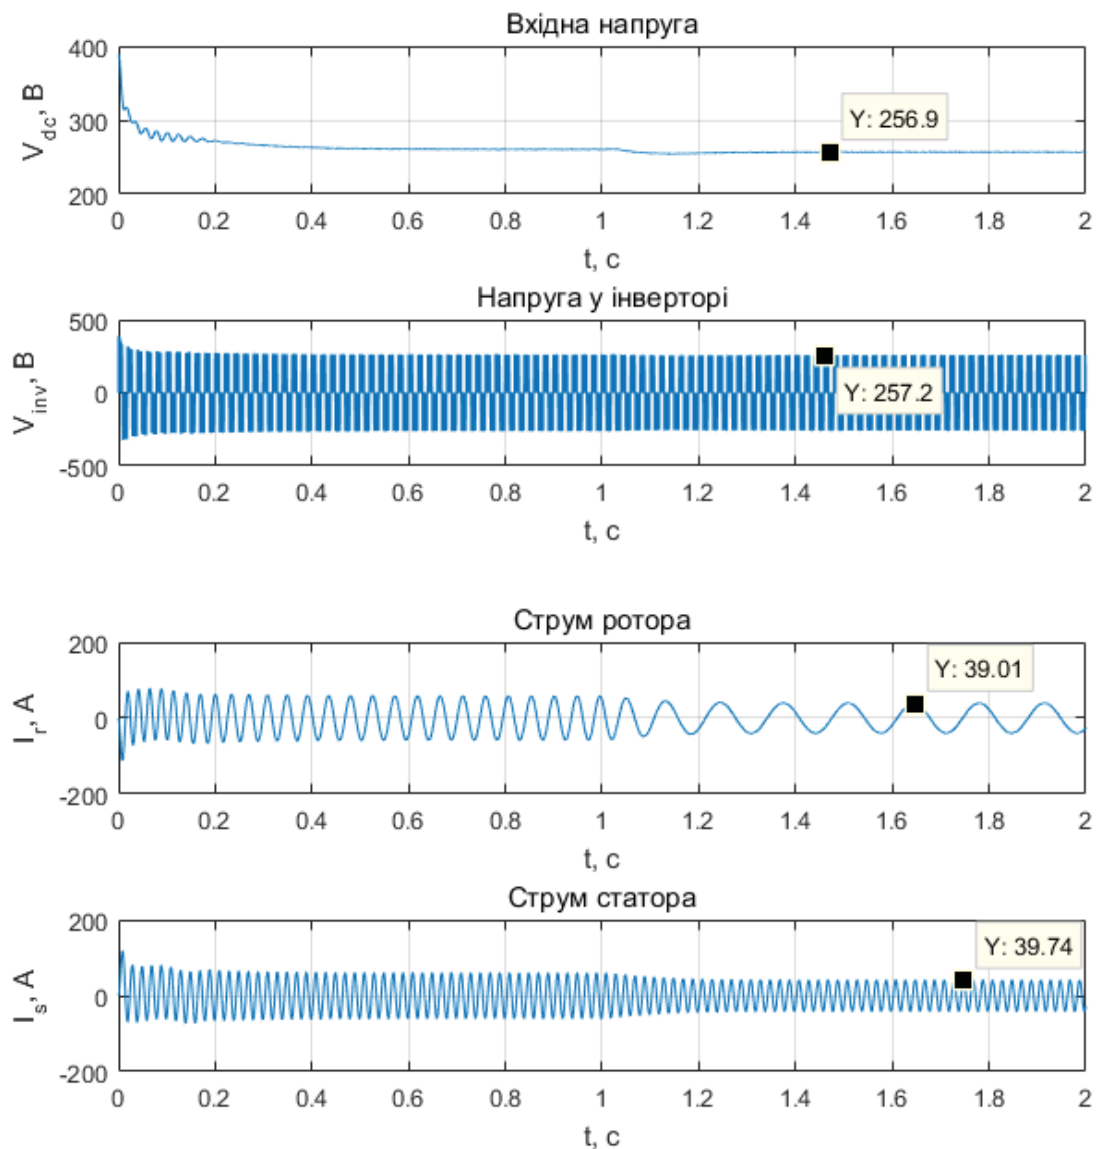 Вхідна напруга
400
300
200
V_dc, В
Y: 256.9
0 0.2 0.4 0.6 0.8 1 1.2 1.4 1.6 1.8 2
t, с
Напруга у інверторі
500
0
-500
V_inv, В
Y: 257.2
0 0.2 0.4 0.6 0.8 1 1.2 1.4 1.6 1.8 2
t, с
Струм ротора
200
0
-200
I_r, А
Y: 39.01
0 0.2 0.4 0.6 0.8 1 1.2 1.4 1.6 1.8 2
t, с
Струм статора
200
0
-200
I_s, А
Y: 39.74
0 0.2 0.4 0.6 0.8 1 1.2 1.4 1.6 1.8 2
t, с